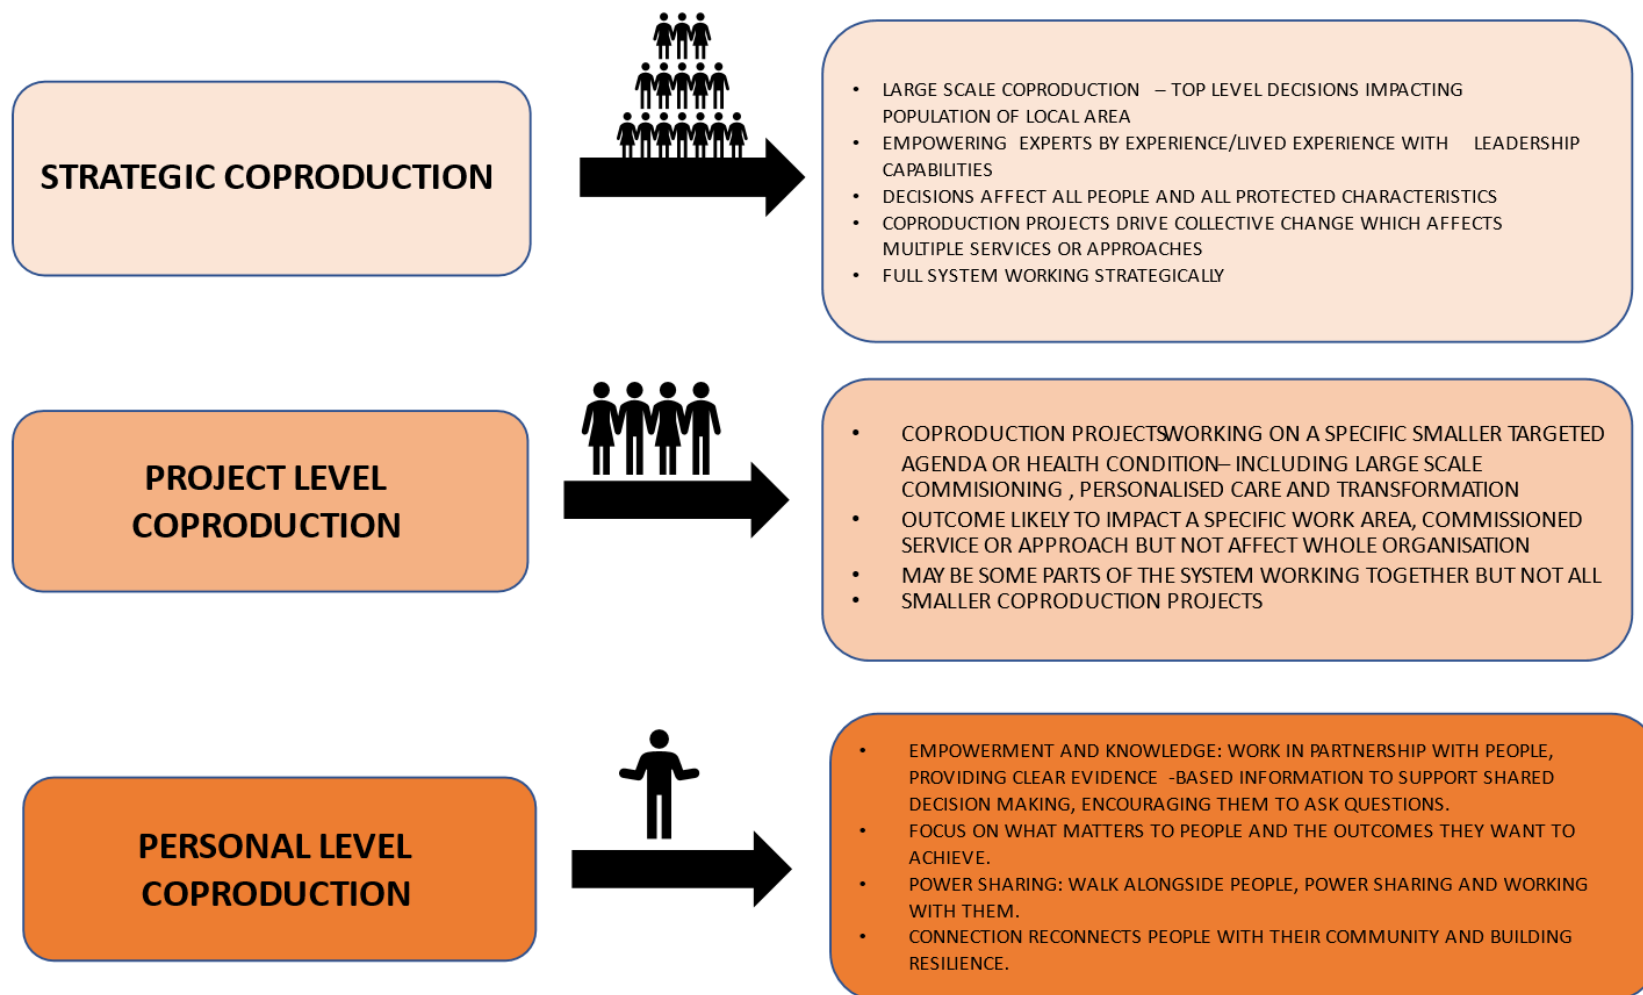 STRATEGIC COPRODUCTION
• LARGE SCALE COPRODUCTION – TOP LEVEL DECISIONS IMPACTING
POPULATION OF LOCAL AREA
• EMPOWERING EXPERTS BY EXPERIENCE/LIVED EXPERIENCE WITH LEADERSHIP
CAPABILITIES
• DECISIONS AFFECT ALL PEOPLE AND ALL PROTECTED CHARACTERISTICS
• COPRODUCTION PROJECTS DRIVE COLLECTIVE CHANGE WHICH AFFECTS
MULTIPLE SERVICES OR APPROACHES
• FULL SYSTEM WORKING STRATEGICALLY
PROJECT LEVEL
COPRODUCTION
• COPRODUCTION PROJECTS WORKING ON A SPECIFIC SMALLER TARGETED
AGENDA OR HEALTH CONDITION– INCLUDING LARGE SCALE
COMMISIONING , PERSONALISED CARE AND TRANSFORMATION
• OUTCOME LIKELY TO IMPACT A SPECIFIC WORK AREA, COMMISSIONED
SERVICE OR APPROACH BUT NOT AFFECT WHOLE ORGANISATION
• MAY BE SOME PARTS OF THE SYSTEM WORKING TOGETHER BUT NOT ALL
• SMALLER COPRODUCTION PROJECTS
PERSONAL LEVEL
COPRODUCTION
• EMPOWERMENT AND KNOWLEDGE: WORK IN PARTNERSHIP WITH PEOPLE,
PROVIDING CLEAR EVIDENCE -BASED INFORMATION TO SUPPORT SHARED
DECISION MAKING, ENCOURAGING THEM TO ASK QUESTIONS.
• FOCUS ON WHAT MATTERS TO PEOPLE AND THE OUTCOMES THEY WANT TO
ACHIEVE.
• POWER SHARING: WALK ALONGSIDE PEOPLE, POWER SHARING AND WORKING
WITH THEM.
• CONNECTION RECONNECTS PEOPLE WITH THEIR COMMUNITY AND BUILDING
RESILIENCE.